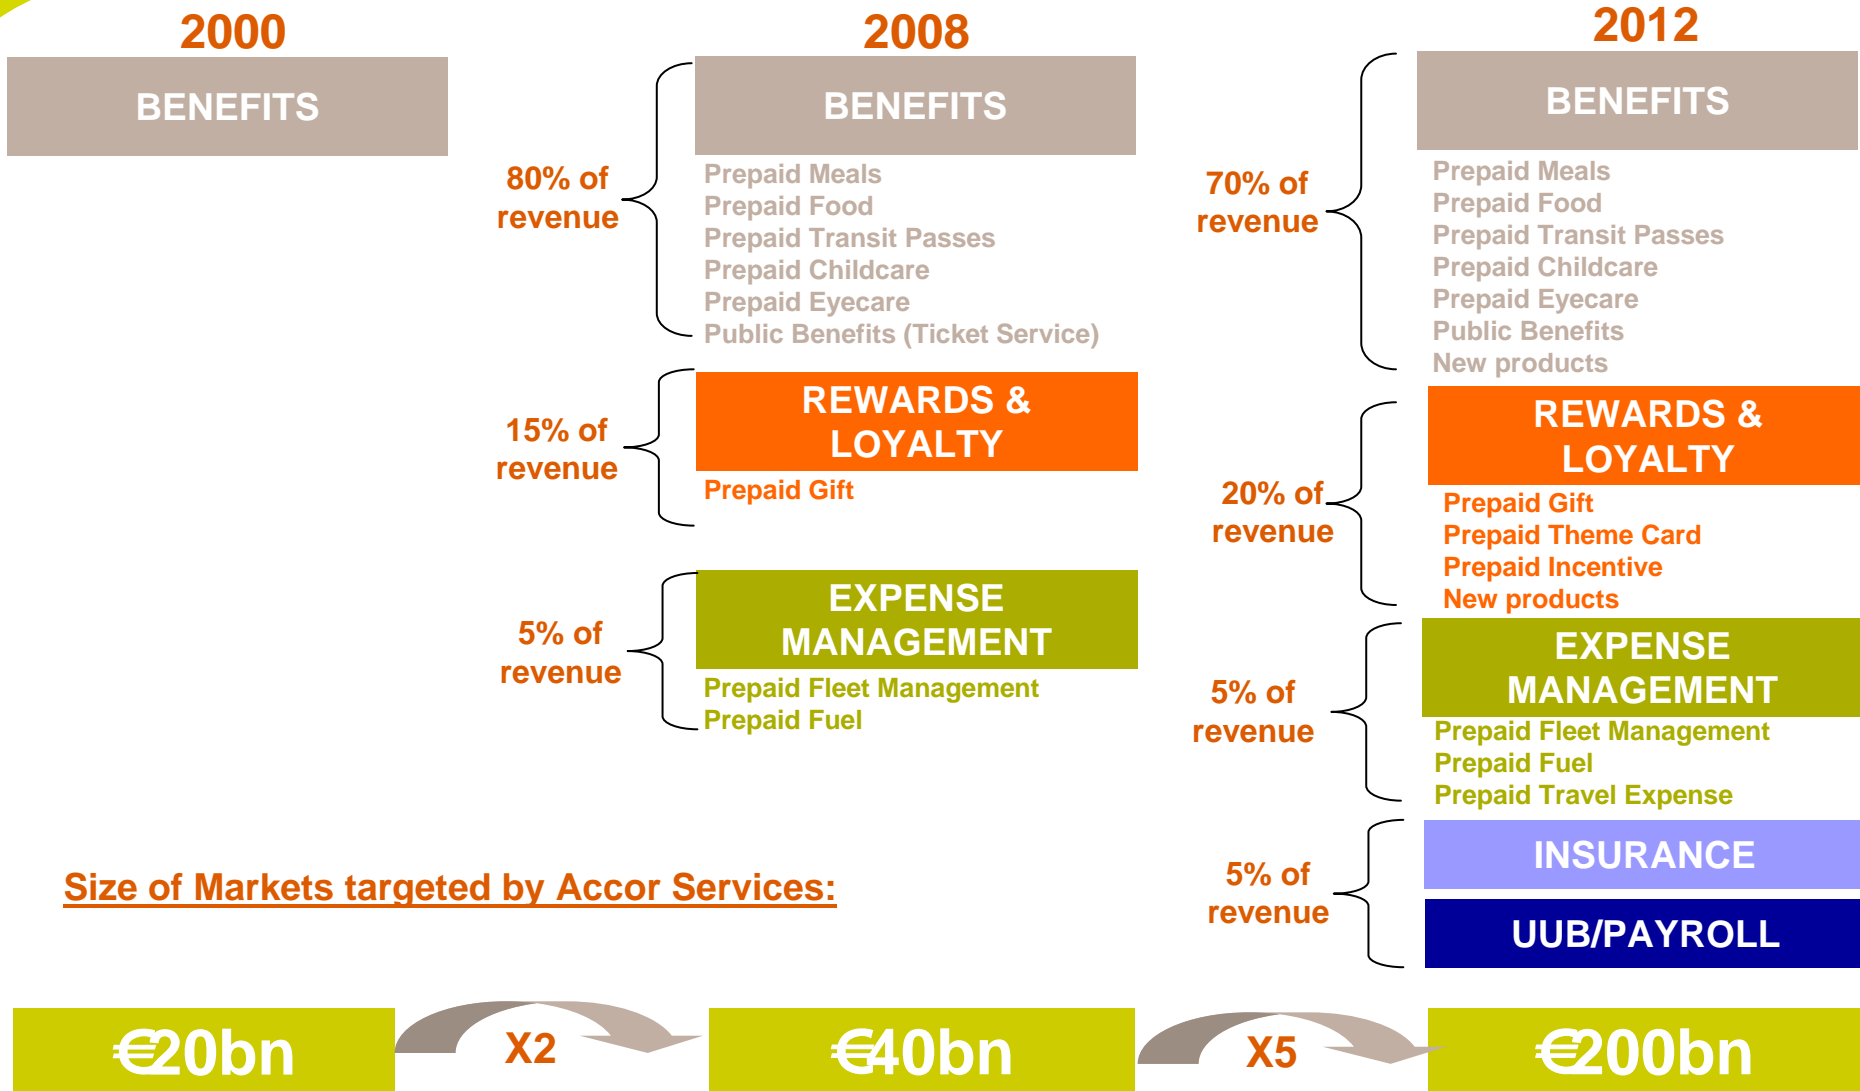 2000
BENEFITS
2008
80% of
revenue
BENEFITS
Prepaid Meals
Prepaid Food
Prepaid Transit Passes
Prepaid Childcare
Prepaid Eyecare
Public Benefits (Ticket Service)
15% of
revenue
REWARDS &
LOYALTY
Prepaid Gift
5% of
revenue
EXPENSE
MANAGEMENT
Prepaid Fleet Management
Prepaid Fuel
2012
70% of
revenue
BENEFITS
Prepaid Meals
Prepaid Food
Prepaid Transit Passes
Prepaid Childcare
Prepaid Eyecare
Public Benefits
New products
20% of
revenue
REWARDS &
LOYALTY
Prepaid Gift
Prepaid Theme Card
Prepaid Incentive
New products
5% of
revenue
EXPENSE
MANAGEMENT
Prepaid Fleet Management
Prepaid Fuel
Prepaid Travel Expense
5% of
revenue
INSURANCE
UUB/PAYROLL
Size of Markets targeted by Accor Services:
€20bn
X2
€40bn
X5
€200bn